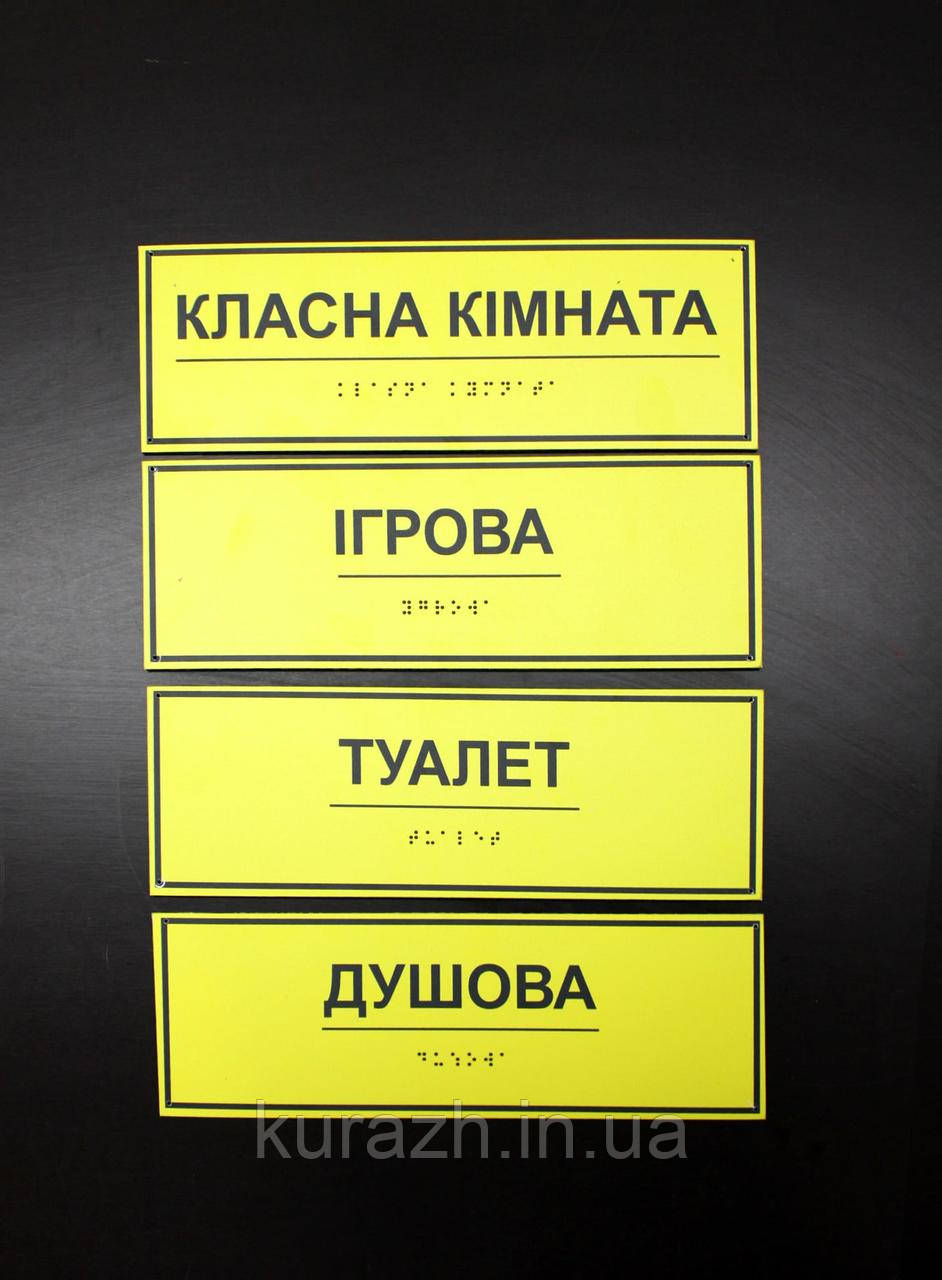 КЛАСНА КІМНАТА
⠅⠇⠁⠎⠝⠁ ⠅⠽⠍⠝⠁⠞⠁
ІГРОВА
⠽⠛⠗⠕⠺⠁
ТУАЛЕТ
⠞⠥⠁⠇⠑⠞
ДУШОВА
⠙⠥⠱⠕⠺⠁
kurazh.in.ua